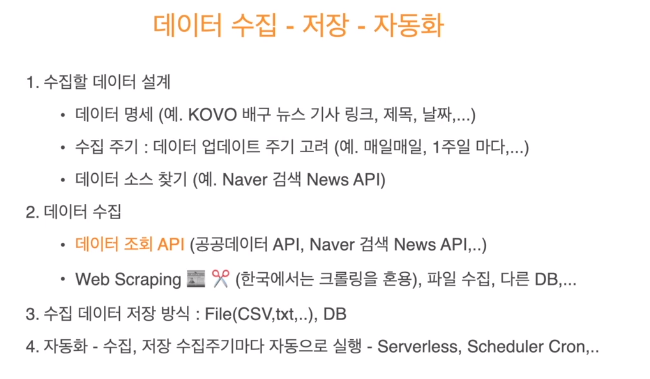 데이터 수집 - 저장 - 자동화
1. 수집할 데이터 설계
• 데이터 명세 (예. KOVO 배구 뉴스 기사 링크, 제목, 날짜,...)
• 수집 주기 : 데이터 업데이트 주기 고려 (예. 매일매일, 1주일 마다,...)
• 데이터 소스 찾기 (예. Naver 검색 News API)
2. 데이터 수집
• 데이터 조회 API (공공데이터 API, Naver 검색 News API,..)
• Web Scraping 📰 ✂️ (한국에서는 크롤링을 혼용), 파일 수집, 다른 DB,...
3. 수집 데이터 저장 방식 : File(CSV,txt,..), DB
4. 자동화 - 수집, 저장 수집주기마다 자동으로 실행 - Serverless, Scheduler Cron,..